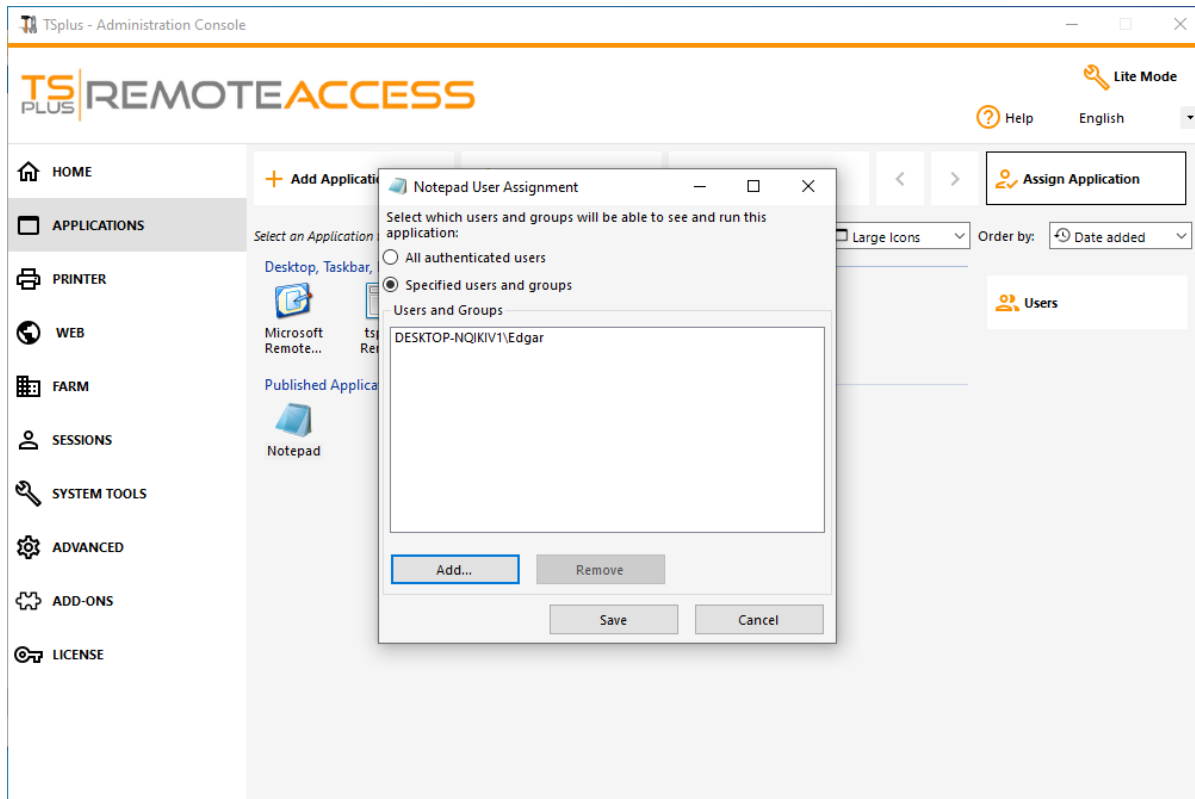 TSplus - Administration Console
TS PLUS REMOTEACCESS
Lite Mode
Help
English
HOME
APPLICATIONS
PRINTER
WEB
FARM
SESSIONS
SYSTEM TOOLS
ADVANCED
ADD-ONS
LICENSE
Add
Assign Application
Select an Application
Large Icons
Order by:
Date added
Desktop, Taskbar,
Microsoft
Remote...
Users
Published
Notepad
Notepad User Assignment
Select which users and groups will be able to see and run this
application:
All authenticated users
Specified users and groups
Users and Groups
DESKTOP-NQIKIV1\Edgar
Add...
Remove
Save
Cancel